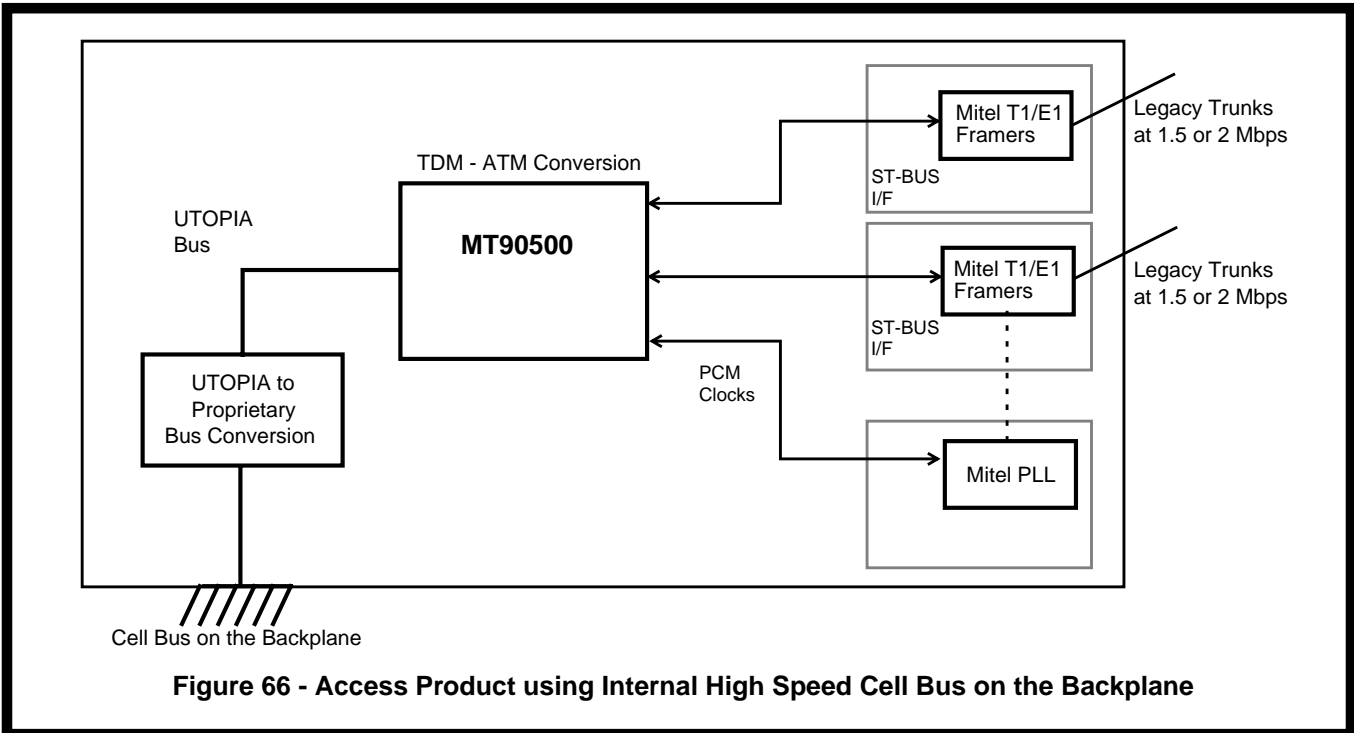 Mitel T1/E1
Framers
Legacy Trunks
at 1.5 or 2 Mbps
ST-BUS
I/F
TDM - ATM Conversion
MT90500
UTOPIA
Bus
Mitel T1/E1
Framers
Legacy Trunks
at 1.5 or 2 Mbps
ST-BUS
I/F
PCM
Clocks
UTOPIA to
Proprietary
Bus Conversion
Mitel PLL
Cell Bus on the Backplane
Figure 66 - Access Product using Internal High Speed Cell Bus on the Backplane